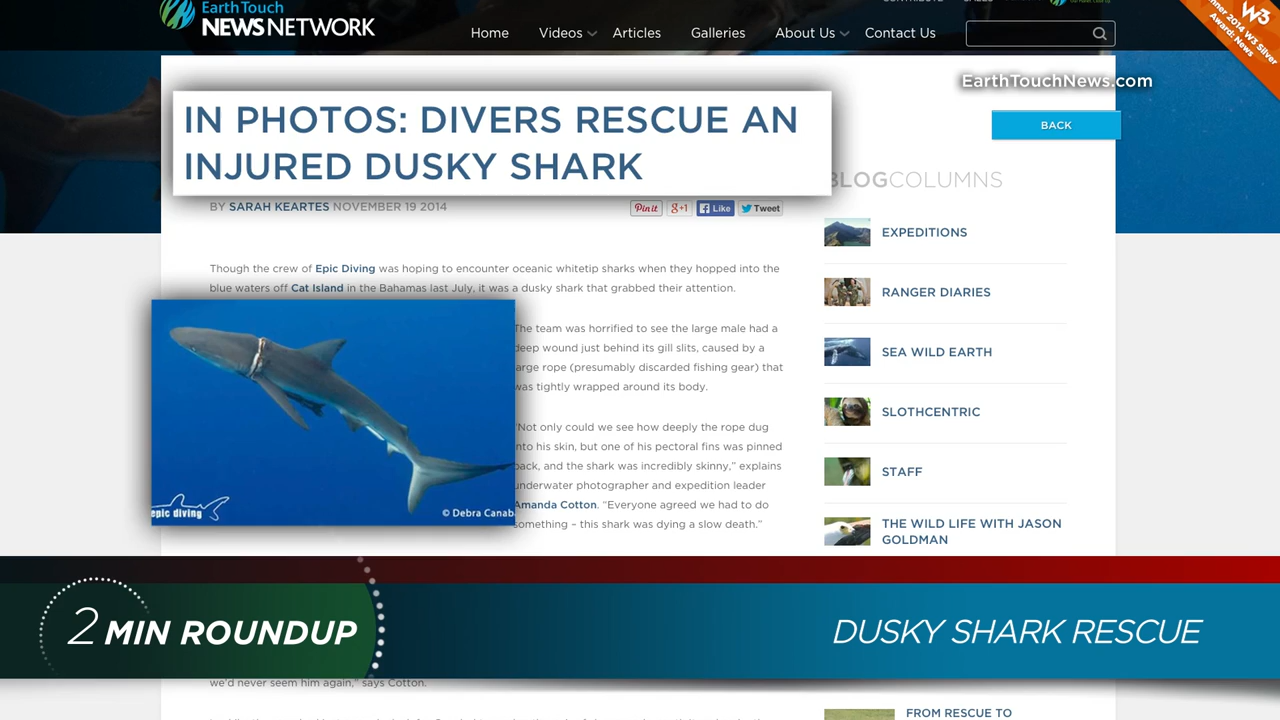 EarthTouch
NEWS NETWORK
Home Videos Articles Galleries About Us Contact Us
W3
2014 W3 Silver
Award: News
EarthTouchNews.com
IN PHOTOS: DIVERS RESCUE AN
INJURED DUSKY SHARK
BACK
BLOGCOLUMNS
BY SARAH KEARTES NOVEMBER 19 2014
Pin it g+1 Like Tweet
Though the crew of Epic Diving was hoping to encounter oceanic whitetip sharks when they hopped into the
blue waters off Cat Island in the Bahamas last July, it was a dusky shark that grabbed their attention.
The team was horrified to see the large male had a
deep wound just behind its gill slits, caused by a
large rope (presumably discarded fishing gear) that
was tightly wrapped around its body.
"Not only could we see how deeply the rope dug
into his skin, but one of his pectoral fins was pinned
back, and the shark was incredibly skinny," explains
underwater photographer and expedition leader
Amanda Cotton. "Everyone agreed we had to do
something – this shark was dying a slow death."
epic diving
© Debra Canab
EXPEDITIONS
RANGER DIARIES
SEA WILD EARTH
SLOTHCENTRIC
STAFF
THE WILD LIFE WITH JASON
GOLDMAN
2 MIN ROUNDUP
DUSKY SHARK RESCUE
we'd never seem him again," says Cotton.
FROM RESCUE TO